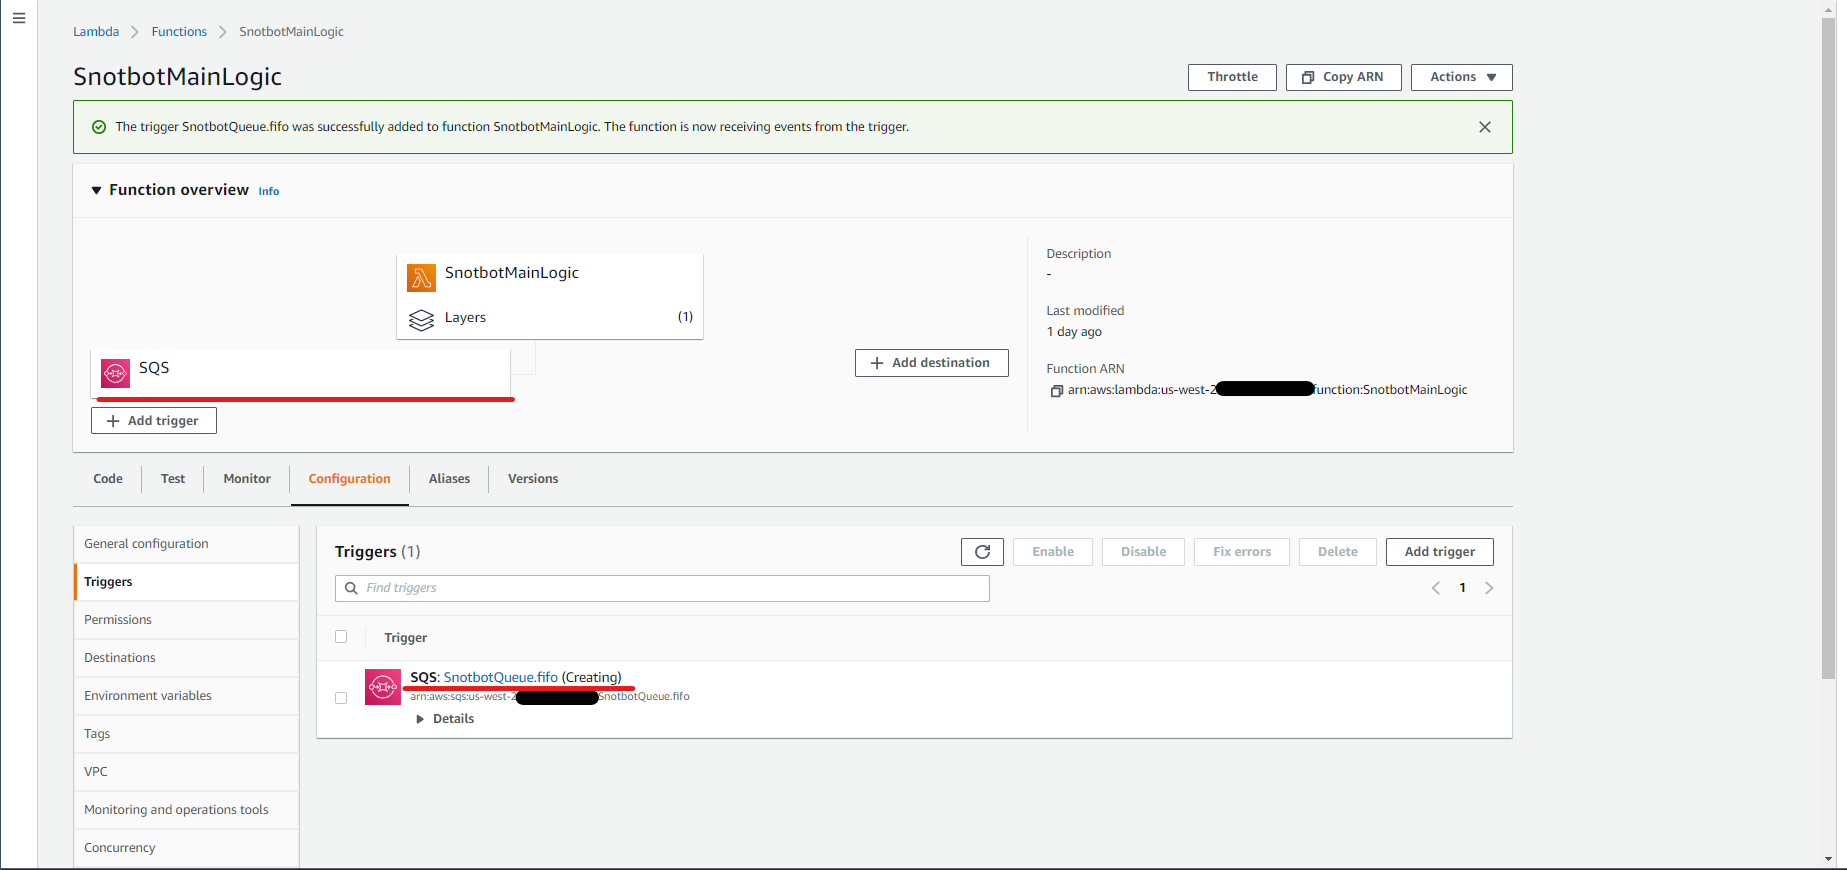 Lambda Functions SnotbotMainLogic
SnotbotMainLogic
Throttle Copy ARN Actions
The trigger SnotbotQueue.fifo was successfully added to function SnotbotMainLogic. The function is now receiving events from the trigger.
Function overview Info
SnotbotMainLogic
Layers (1)
SQS
Add trigger
Add destination
Description
-
Last modified
1 day ago
Function ARN
arn:aws:lambda:us-west-2 function:SnotbotMainLogic
Code Test Monitor Configuration Aliases Versions
General configuration
Triggers
Permissions
Destinations
Environment variables
Tags
VPC
Monitoring and operations tools
Concurrency
Triggers (1)
Enable Disable Fix errors Delete Add trigger
Find triggers
1
Trigger
SQS: SnotbotQueue.fifo (Creating)
arn:aws:sqs:us-west-2 SnotbotQueue.fifo
Details